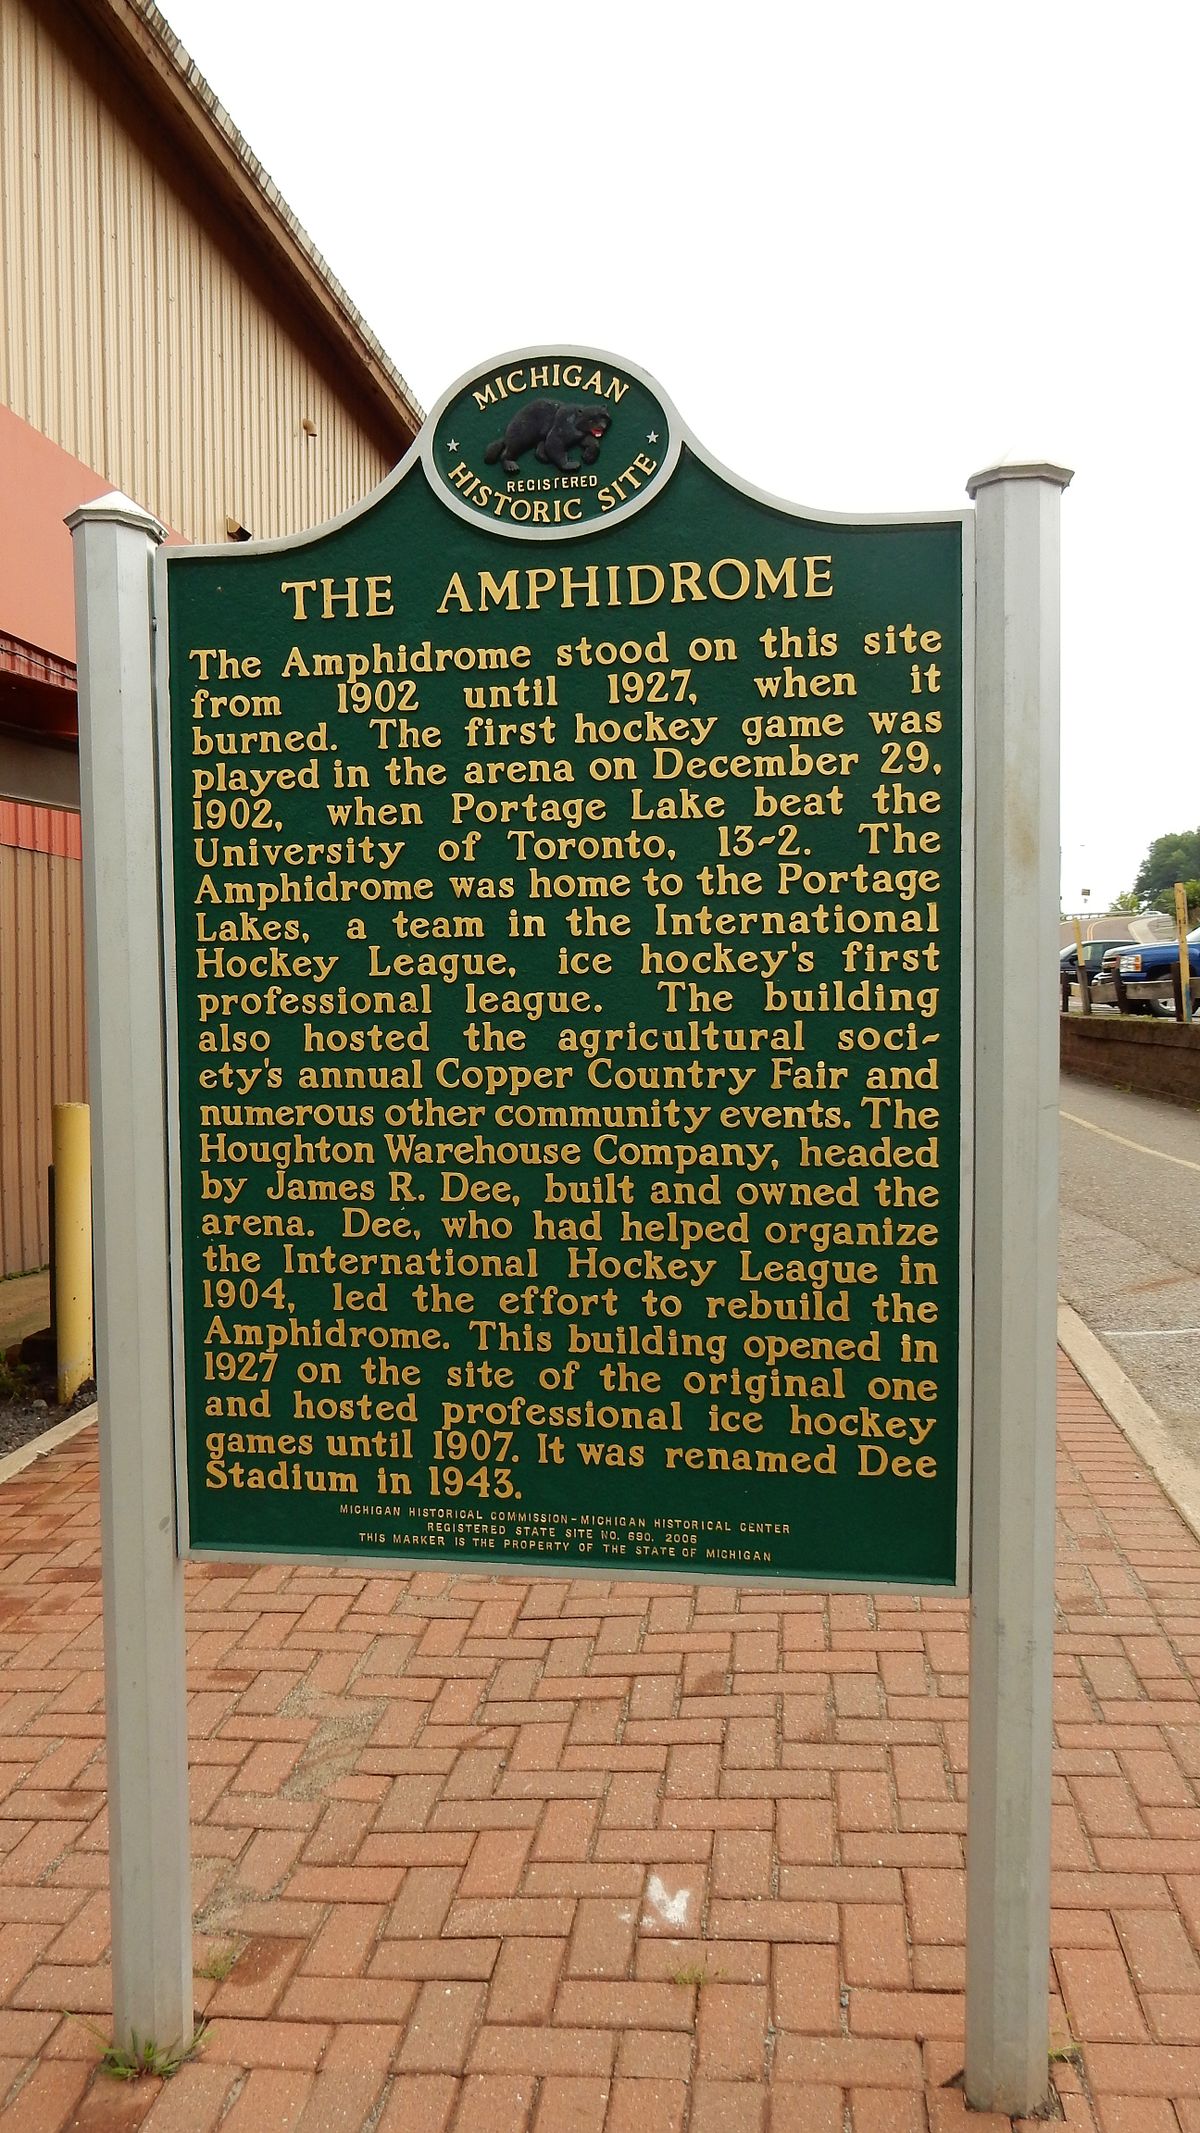 MICHIGAN
REGISTERED
HISTORIC SITE
THE AMPHIDROME
The Amphidrome stood on this site
from 1902 until 1927, when it
burned. The first hockey game was
played in the arena on December 29,
1902, when Portage Lake beat the
University of Toronto, 13-2. The
Amphidrome was home to the Portage
Lakes, a team in the International
Hockey League, ice hockey's first
professional league. The building
also hosted the agricultural soci-
ety's annual Copper Country Fair and
numerous other community events. The
Houghton Warehouse Company, headed
by James R. Dee, built and owned the
arena. Dee, who had helped organize
the International Hockey League in
1904, led the effort to rebuild the
Amphidrome. This building opened in
1927 on the site of the original one
and hosted professional ice hockey
games until 1907. It was renamed Dee
Stadium in 1943.
MICHIGAN HISTORICAL COMMISSION-MICHIGAN HISTORICAL CENTER
REGISTERED STATE SITE NO. 690, 2006
THIS MARKER IS THE PROPERTY OF THE STATE OF MICHIGAN